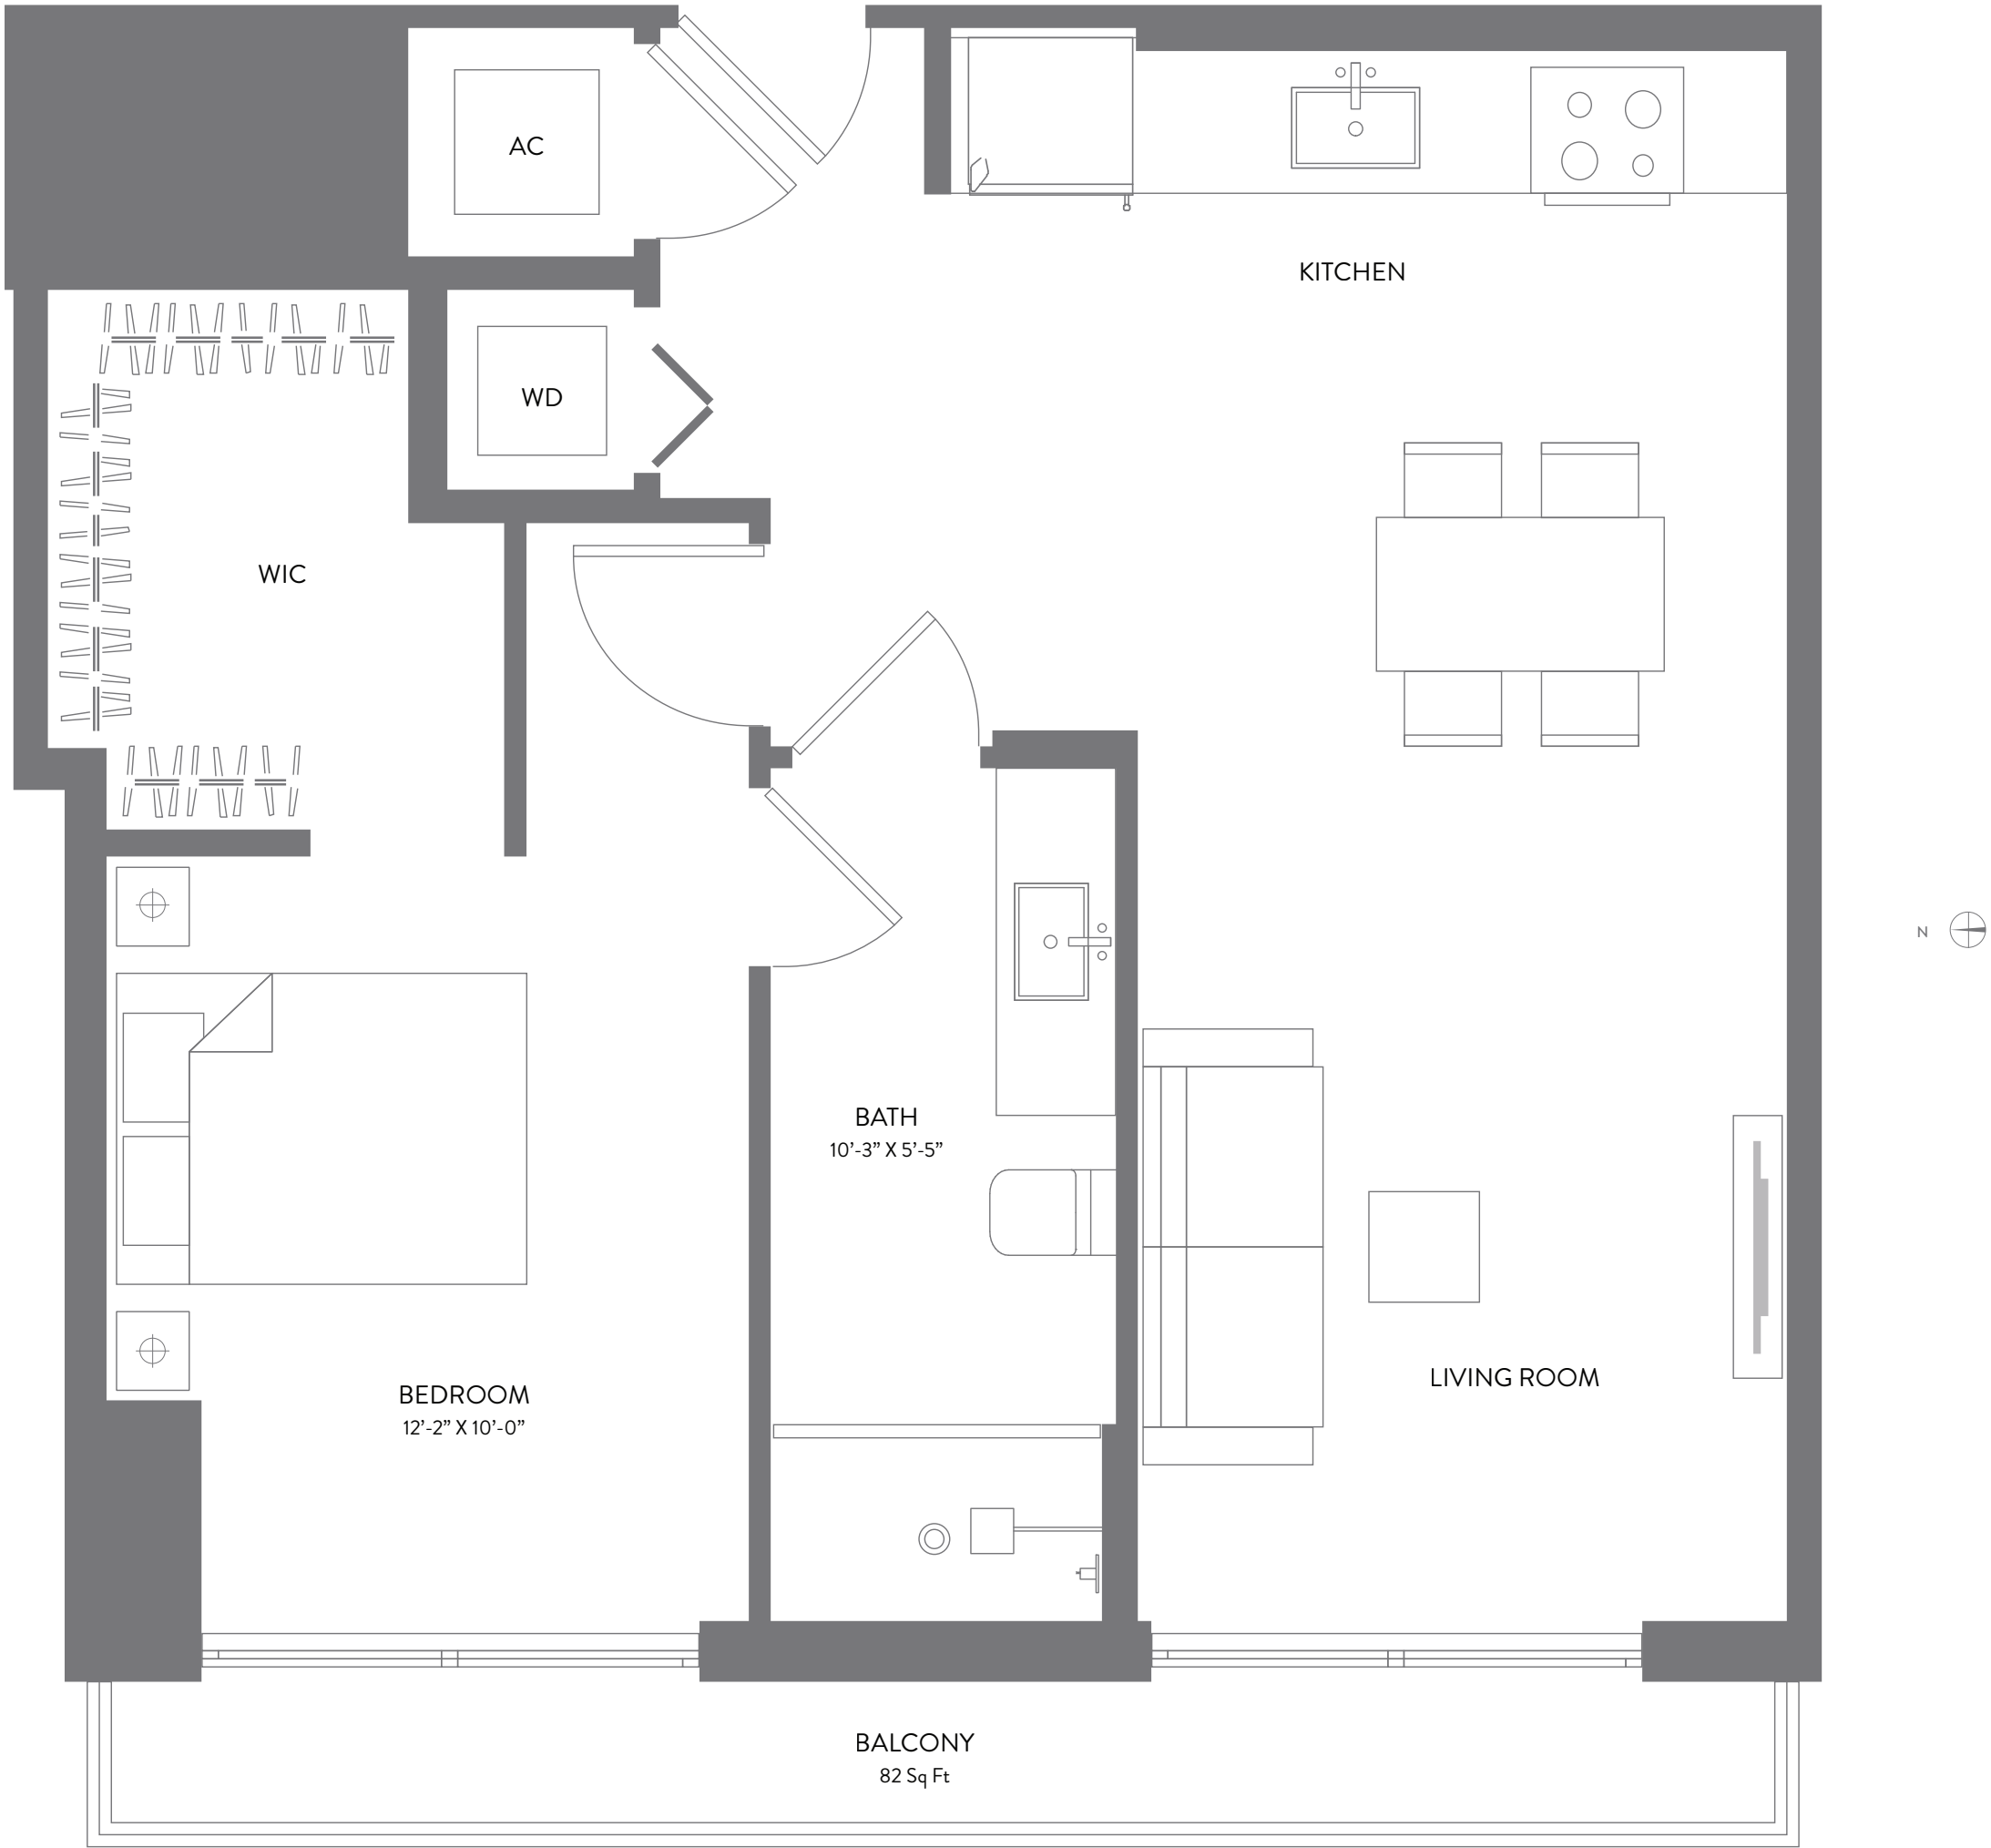 AC
KITCHEN
WD
WIC
N
BATH
10’-3” X 5’-5”
LIVING ROOM
BEDROOM
12’-2” X 10’-0”
BALCONY
82 Sq Ft